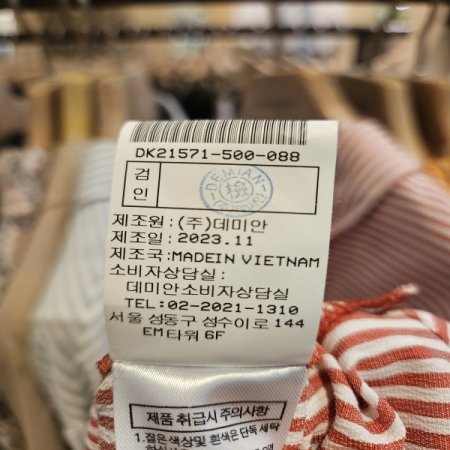 DK21571-500-088
검인
DEMIAN
檢
제조원:(주)데미안
제조일:2023.11
제조국:MADEIN VIETNAM
소비자상담실:
데미안소비자상담실
TEL:02-2021-1310
서울 성동구 성수이로 144
EM타워 6F
제품 취급시 주의사항
1.짙은 색상및 흰색은 단독 세탁